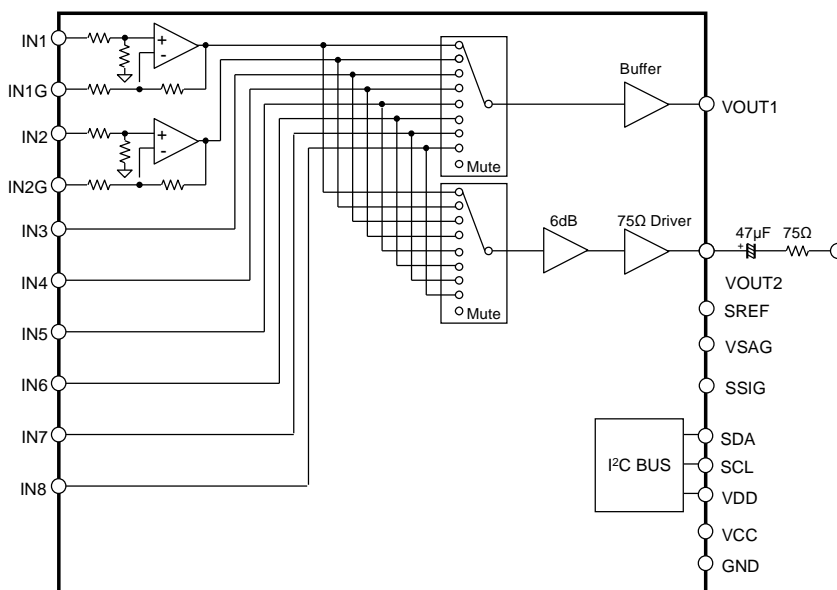 IN1
IN1G
IN2
IN2G
IN3
IN4
IN5
IN6
IN7
IN8
+
-
+
-
Mute
Buffer
VOUT1
Mute
6dB
75Ω Driver
47μF
+
75Ω
VOUT2
SREF
VSAG
SSIG
I²C BUS
SDA
SCL
VDD
VCC
GND